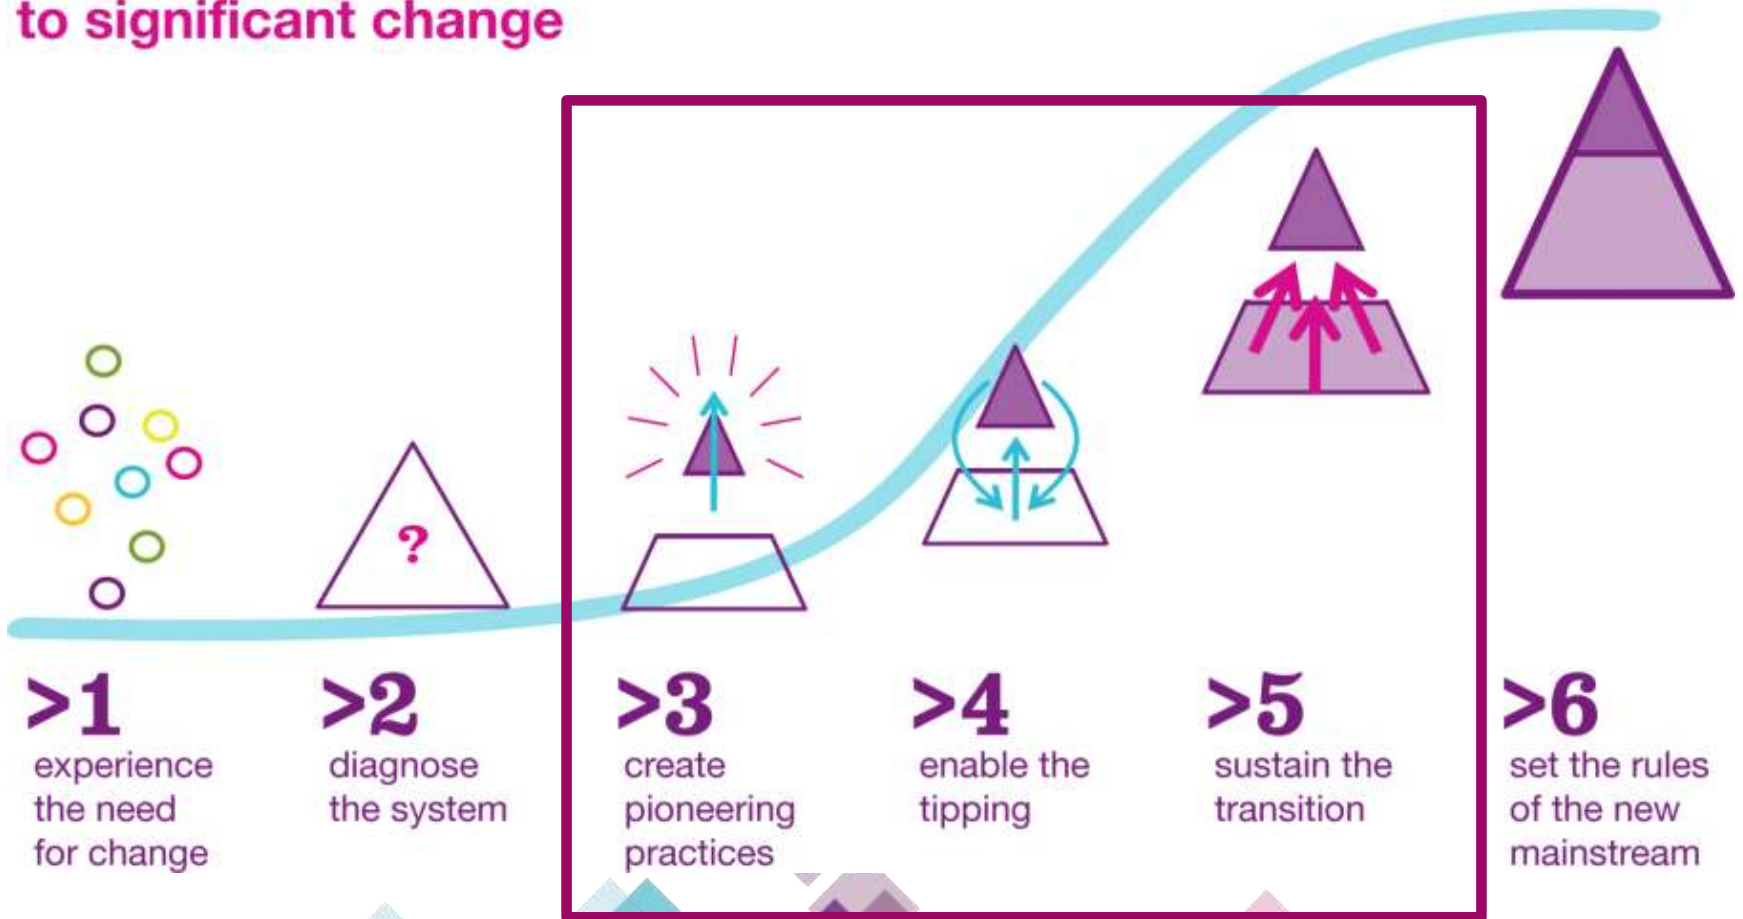 to significant change
?
>1
experience
the need
for change
>2
diagnose
the system
>3
create
pioneering
practices
>4
enable the
tipping
>5
sustain the
transition
>6
set the rules
of the new
mainstream